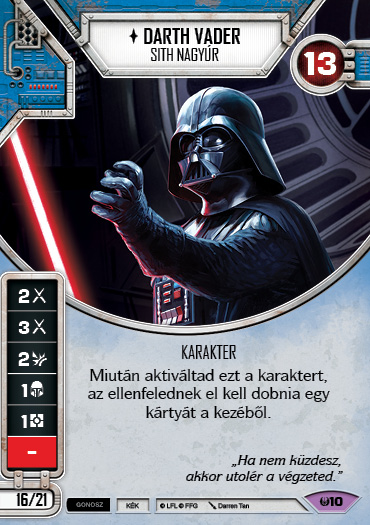 DARTH VADER
SITH NAGYÚR
13
2
3
2
1
1
-
16/21
KARAKTER
Miután aktiváltad ezt a karaktert,
az ellenfelednek el kell dobnia egy
kártyát a kezéből.
„Ha nem küzdesz,
akkor utolér a végzeted.”
GONOSZ
KÉK
© LFL © FFG
Darren Tan
10